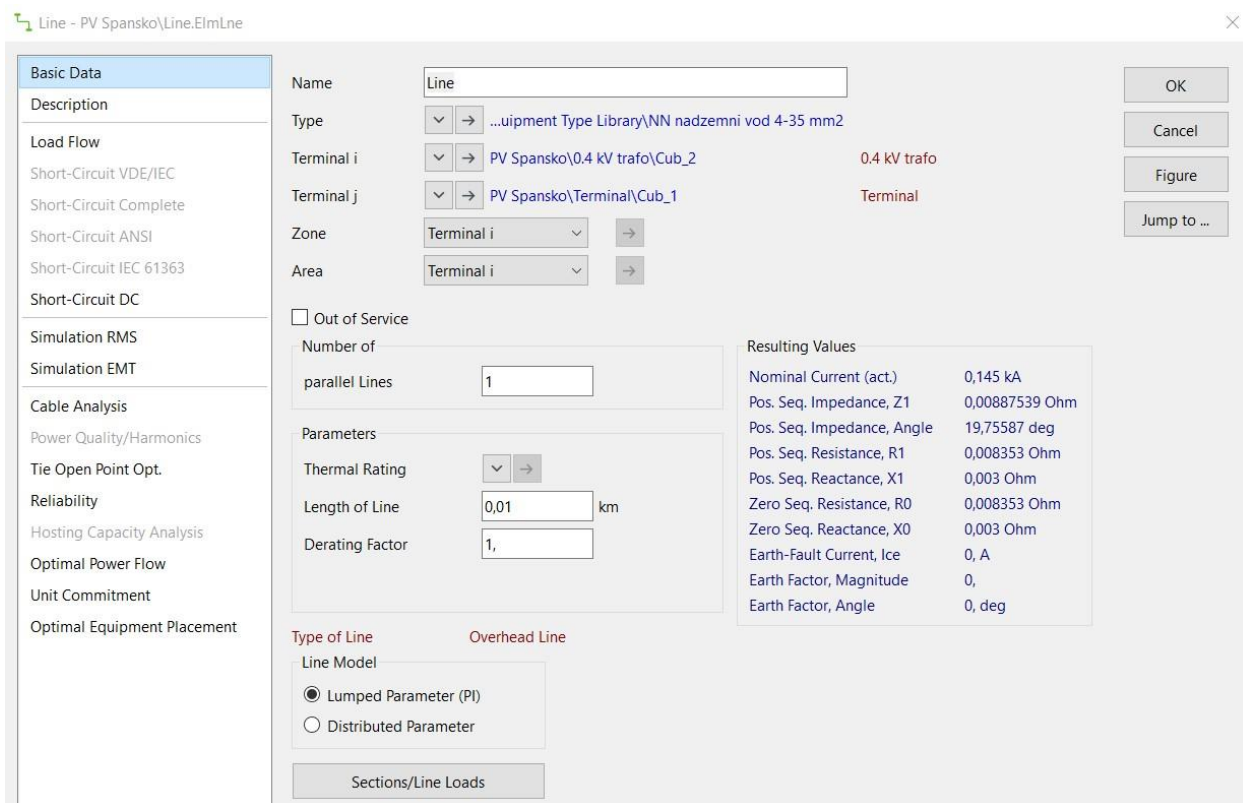 Line - PV Spansko\Line.ElmLne
Basic Data
Description
Load Flow
Short-Circuit VDE/IEC
Short-Circuit Complete
Short-Circuit ANSI
Short-Circuit IEC 61363
Short-Circuit DC
Simulation RMS
Simulation EMT
Cable Analysis
Power Quality/Harmonics
Tie Open Point Opt.
Reliability
Hosting Capacity Analysis
Optimal Power Flow
Unit Commitment
Optimal Equipment Placement
Name Line
Type ...uipment Type Library\NN nadzemni vod 4-35 mm2
Terminal i PV Spansko\0.4 kV trafo\Cub_2 0.4 kV trafo
Terminal j PV Spansko\Terminal\Cub_1 Terminal
Zone Terminal i
Area Terminal i
Out of Service
Number of
parallel Lines 1
Parameters
Thermal Rating
Length of Line 0,01 km
Derating Factor 1,
Type of Line Overhead Line
Line Model
Lumped Parameter (PI)
Distributed Parameter
Sections/Line Loads
Resulting Values
Nominal Current (act.) 0,145 kA
Pos. Seq. Impedance, Z1 0,00887539 Ohm
Pos. Seq. Impedance, Angle 19,75587 deg
Pos. Seq. Resistance, R1 0,008353 Ohm
Pos. Seq. Reactance, X1 0,003 Ohm
Zero Seq. Resistance, R0 0,008353 Ohm
Zero Seq. Reactance, X0 0,003 Ohm
Earth-Fault Current, Ice 0, A
Earth Factor, Magnitude 0,
Earth Factor, Angle 0, deg
OK
Cancel
Figure
Jump to ...